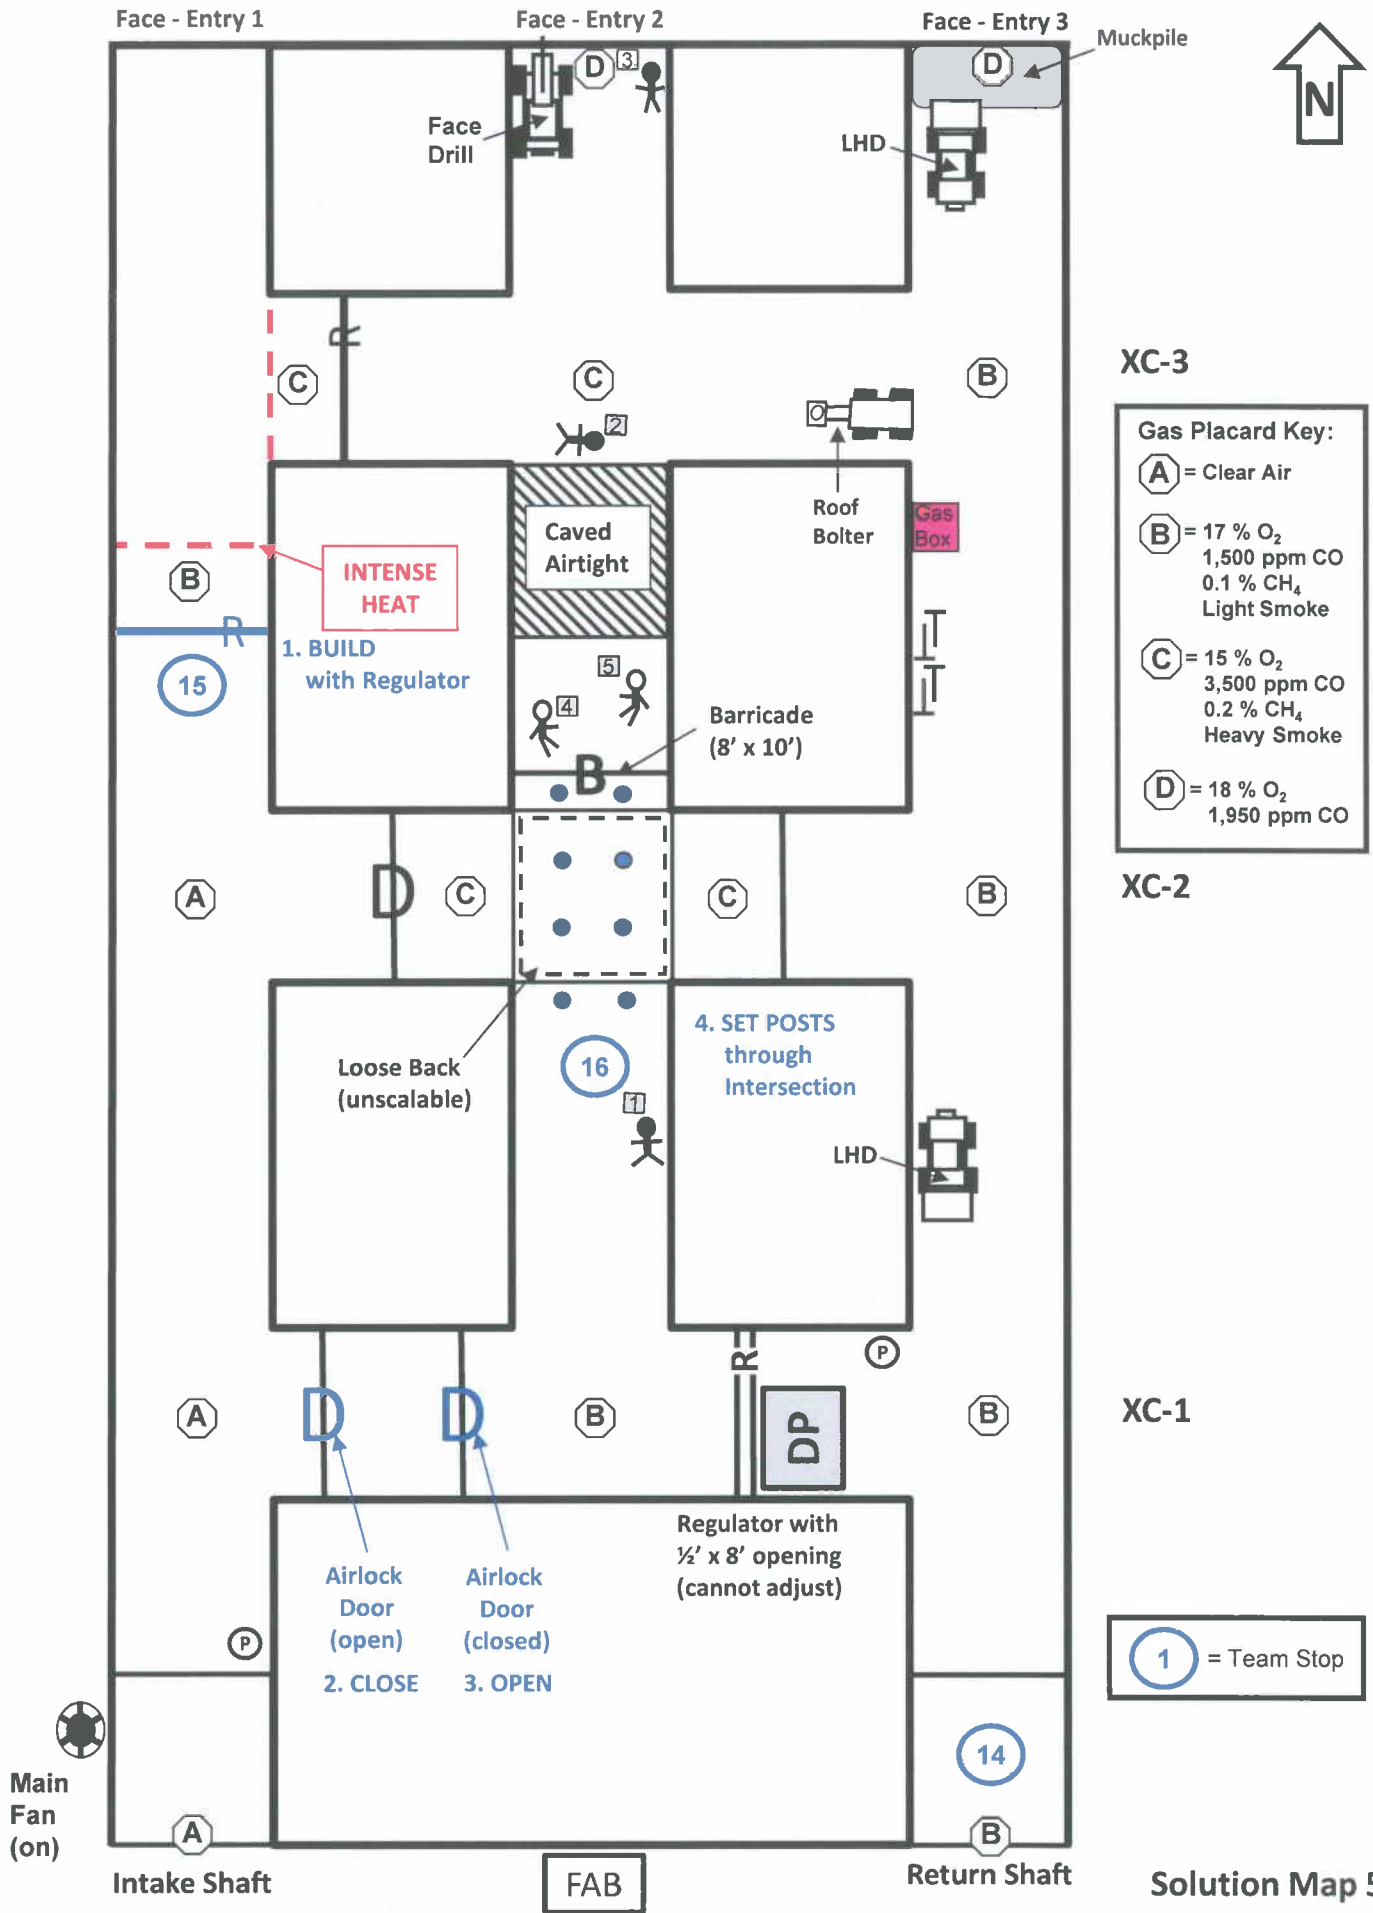 Face - Entry 1
Face - Entry 2
Face - Entry 3
Muckpile
D
3
D
N
Face
Drill
LHD
R
XC-3
C
C
B
2
O
Gas Placard Key:
A = Clear Air
B = 17 % O₂
1,500 ppm CO
0.1 % CH₄
Light Smoke
C = 15 % O₂
3,500 ppm CO
0.2 % CH₄
Heavy Smoke
D = 18 % O₂
1,950 ppm CO
Roof
Bolter
Gas
Box
Caved
Airtight
INTENSE
HEAT
B
R
1. BUILD
with Regulator
15
5
4
T
T
Barricade
(8' x 10')
B
A
D
C
C
B
XC-2
Loose Back
(unscalable)
16
4. SET POSTS
through
Intersection
1
LHD
P
R
A
D
D
B
DP
B
XC-1
Regulator with
½' x 8' opening
(cannot adjust)
Airlock
Door
(open)
2. CLOSE
Airlock
Door
(closed)
3. OPEN
P
1 = Team Stop
14
Main
Fan
(on)
A
B
Intake Shaft
FAB
Return Shaft
Solution Map 5